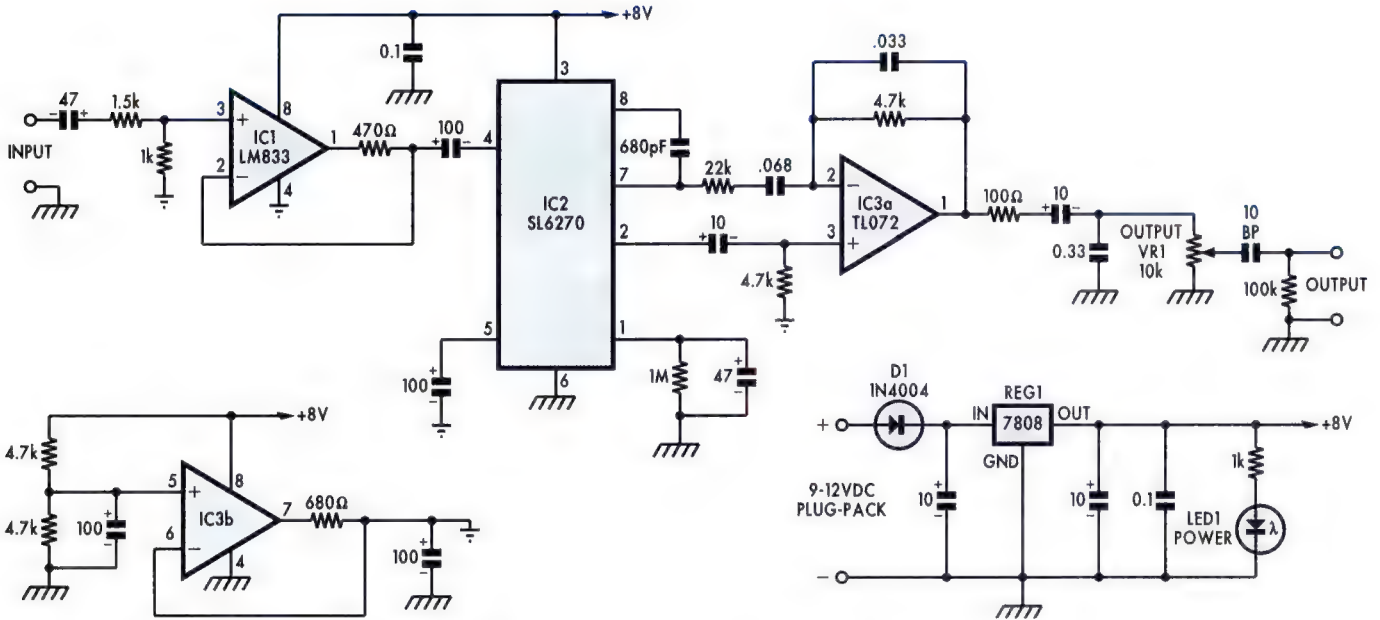 +8V
0.1
.033
3
47
1.5k
3
8
8
4.7k
- +
+
INPUT
IC1
LM833
1
470Ω
100
+ -
4
680pF
1k
2
-
4
7
22k
.068
2
-
IC3a
TL072
1
100Ω
10
+ -
10
BP
IC2
SL6270
2
10
+ -
3
+
0.33
OUTPUT
VR1
10k
100k
OUTPUT
4.7k
5
1
100
+
-
6
1M
47
+
-
D1
1N4004
REG1
+8V
+
IN
7808
OUT
+8V
4.7k
5
+
8
GND
1k
4.7k
100
+
-
IC3b
7
680Ω
9-12VDC
PLUG-PACK
10
+
-
10
+
-
0.1
LED1
POWER
λ
6
-
4
100
+
-
-